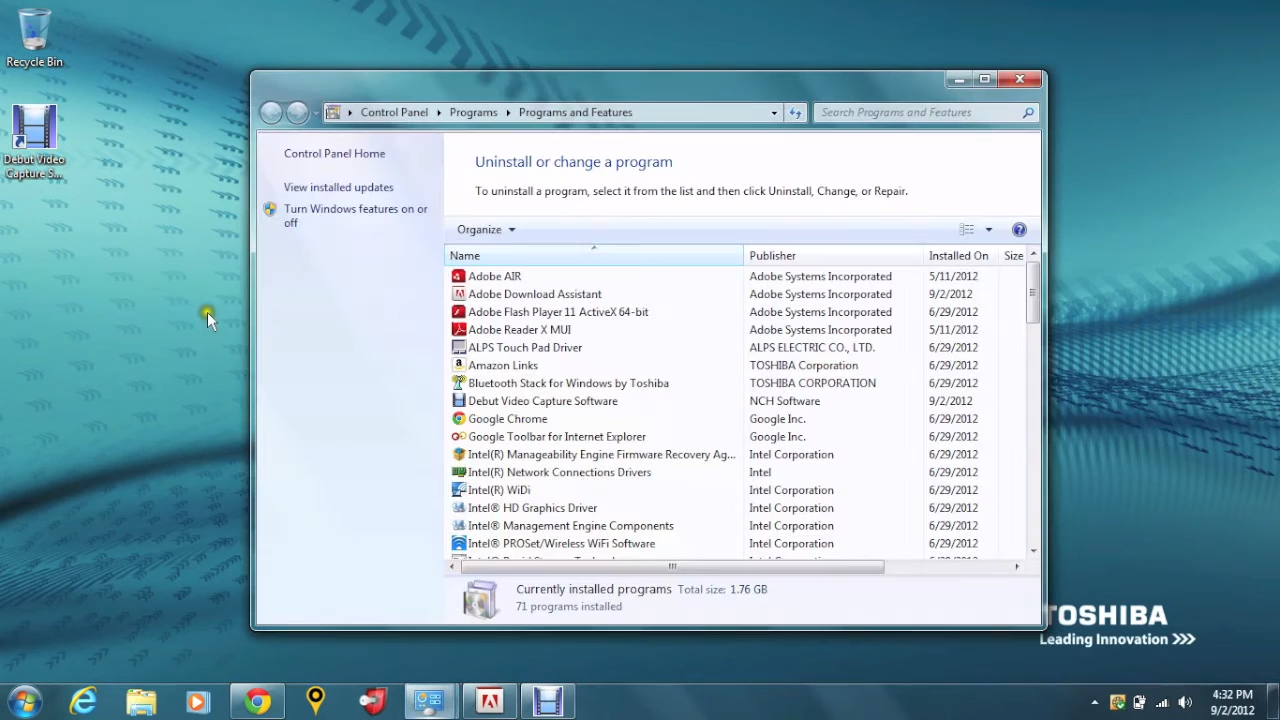 Recycle Bin
Debut Video
Capture S...
Control Panel
Programs
Programs and Features
Search Programs and Features
Control Panel Home
View installed updates
Turn Windows features on or
off
Uninstall or change a program
To uninstall a program, select it from the list and then click Uninstall, Change, or Repair.
Organize
Name Publisher Installed On Size
Adobe AIR Adobe Systems Incorporated 5/11/2012
Adobe Download Assistant Adobe Systems Incorporated 9/2/2012
Adobe Flash Player 11 ActiveX 64-bit Adobe Systems Incorporated 6/29/2012
Adobe Reader X MUI Adobe Systems Incorporated 5/11/2012
ALPS Touch Pad Driver ALPS ELECTRIC CO., LTD. 6/29/2012
Amazon Links TOSHIBA Corporation 6/29/2012
Bluetooth Stack for Windows by Toshiba TOSHIBA CORPORATION 6/29/2012
Debut Video Capture Software NCH Software 9/2/2012
Google Chrome Google Inc. 6/29/2012
Google Toolbar for Internet Explorer Google Inc. 6/29/2012
Intel(R) Manageability Engine Firmware Recovery Ag... Intel Corporation 6/29/2012
Intel(R) Network Connections Drivers Intel 6/29/2012
Intel(R) WiDi Intel Corporation 6/29/2012
Intel® HD Graphics Driver Intel Corporation 6/29/2012
Intel® Management Engine Components Intel Corporation 6/29/2012
Intel® PROSet/Wireless WiFi Software Intel Corporation 6/29/2012
Currently installed programs Total size: 1.76 GB
71 programs installed
TOSHIBA
Leading Innovation >>>
4:32 PM
9/2/2012